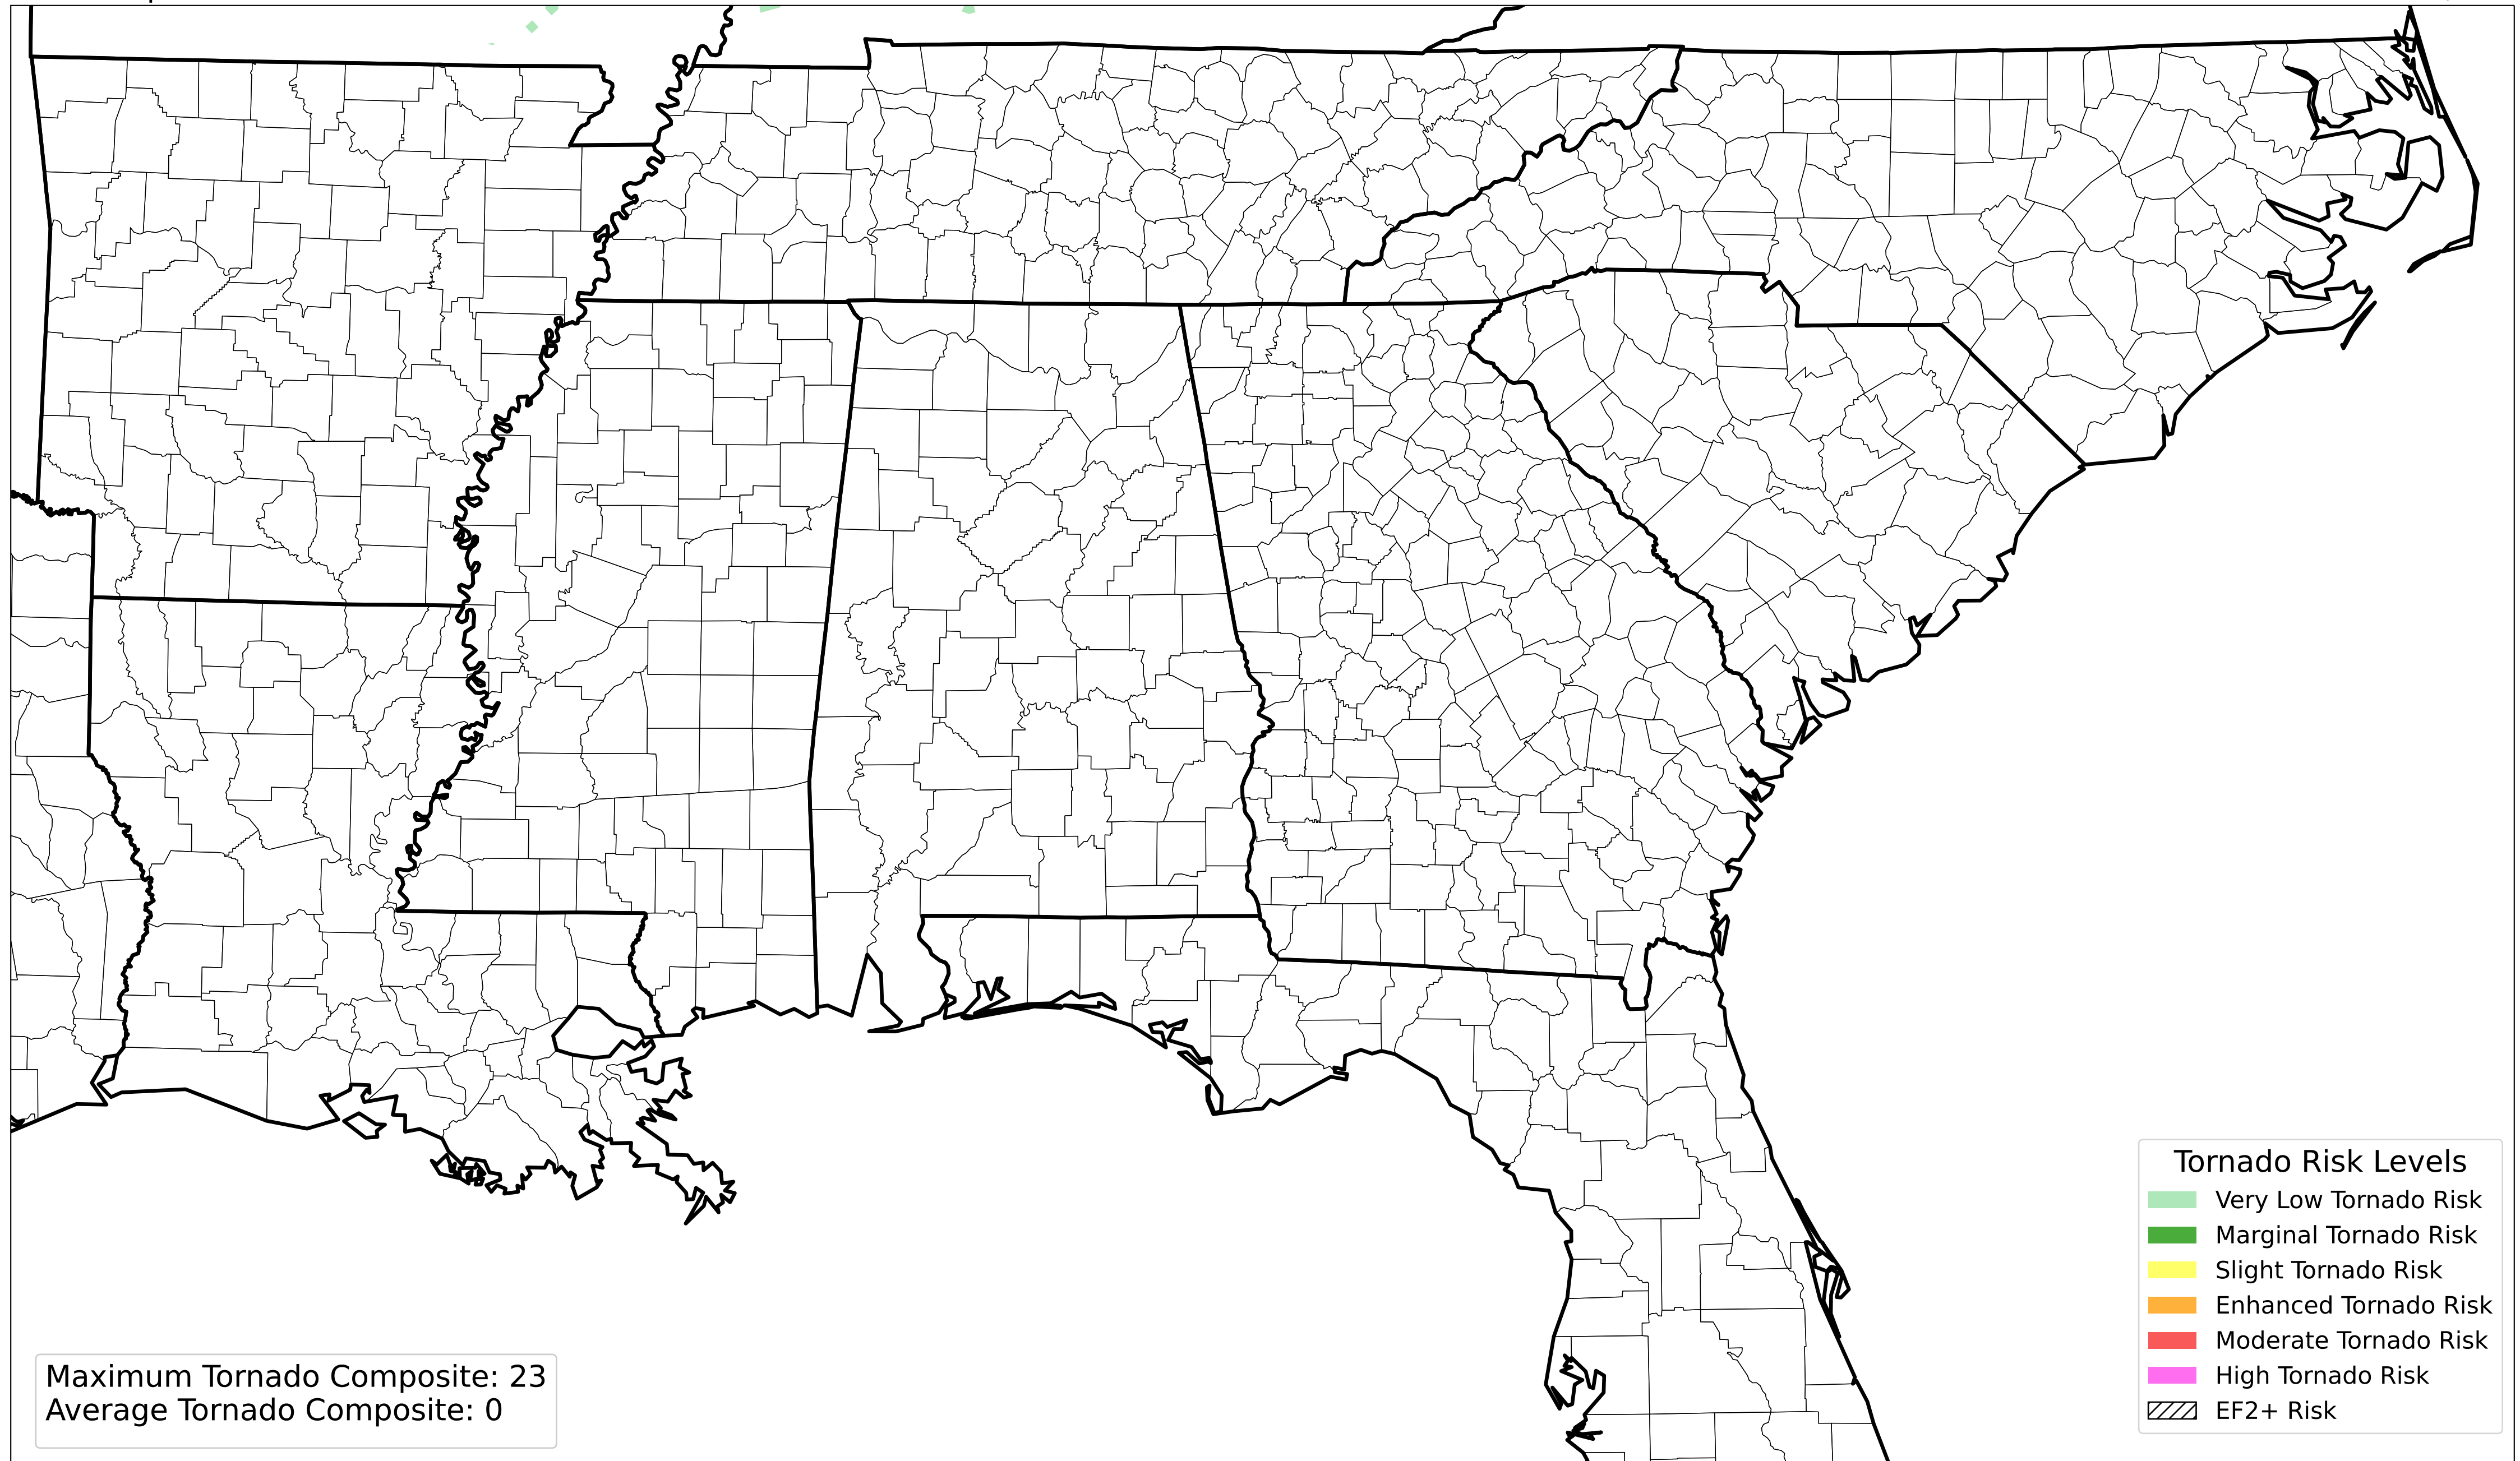 Tornado Risk Levels
Very Low Tornado Risk
Marginal Tornado Risk
Slight Tornado Risk
Enhanced Tornado Risk
Moderate Tornado Risk
High Tornado Risk
EF2+ Risk
Maximum Tornado Composite: 23
Average Tornado Composite: 0